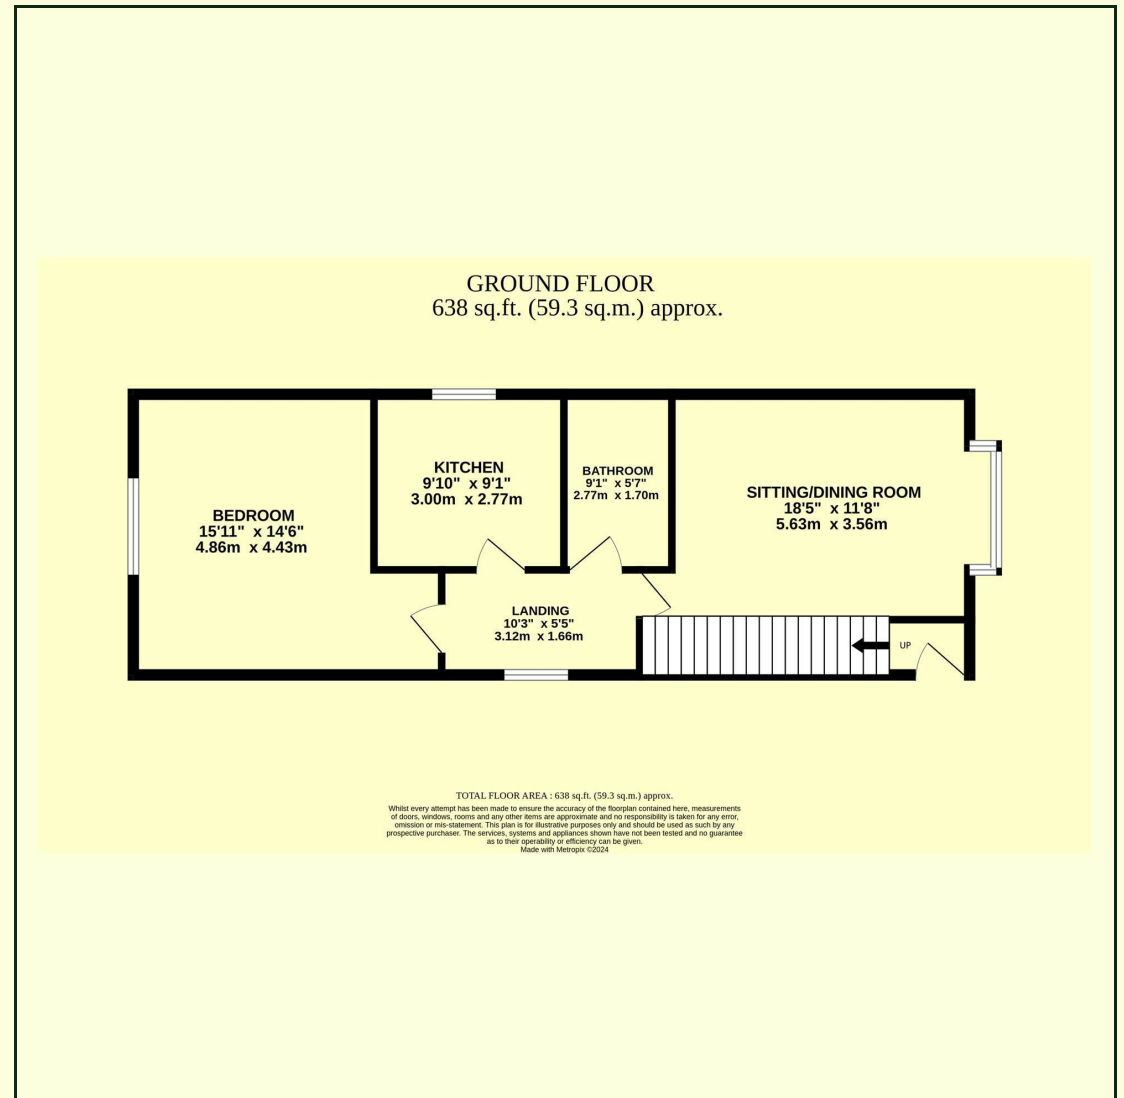 GROUND FLOOR
638 sq.ft. (59.3 sq.m.) approx.
KITCHEN
9'10" x 9'1"
3.00m x 2.77m
BATHROOM
9'1" x 5'7"
2.77m x 1.70m
SITTING/DINING ROOM
18'5" x 11'8"
5.63m x 3.56m
BEDROOM
15'11" x 14'6"
4.86m x 4.43m
LANDING
10'3" x 5'5"
3.12m x 1.66m
UP
TOTAL FLOOR AREA : 638 sq.ft. (59.3 sq.m.) approx.
Whilst every attempt has been made to ensure the accuracy of the floorplan contained here, measurements
of doors, windows, rooms and any other items are approximate and no responsibility is taken for any error,
omission or mis-statement. This plan is for illustrative purposes only and should be used as such by any
prospective purchaser. The services, systems and appliances shown have not been tested and no guarantee
as to their operability or efficiency can be given.
Made with Metropix ©2024